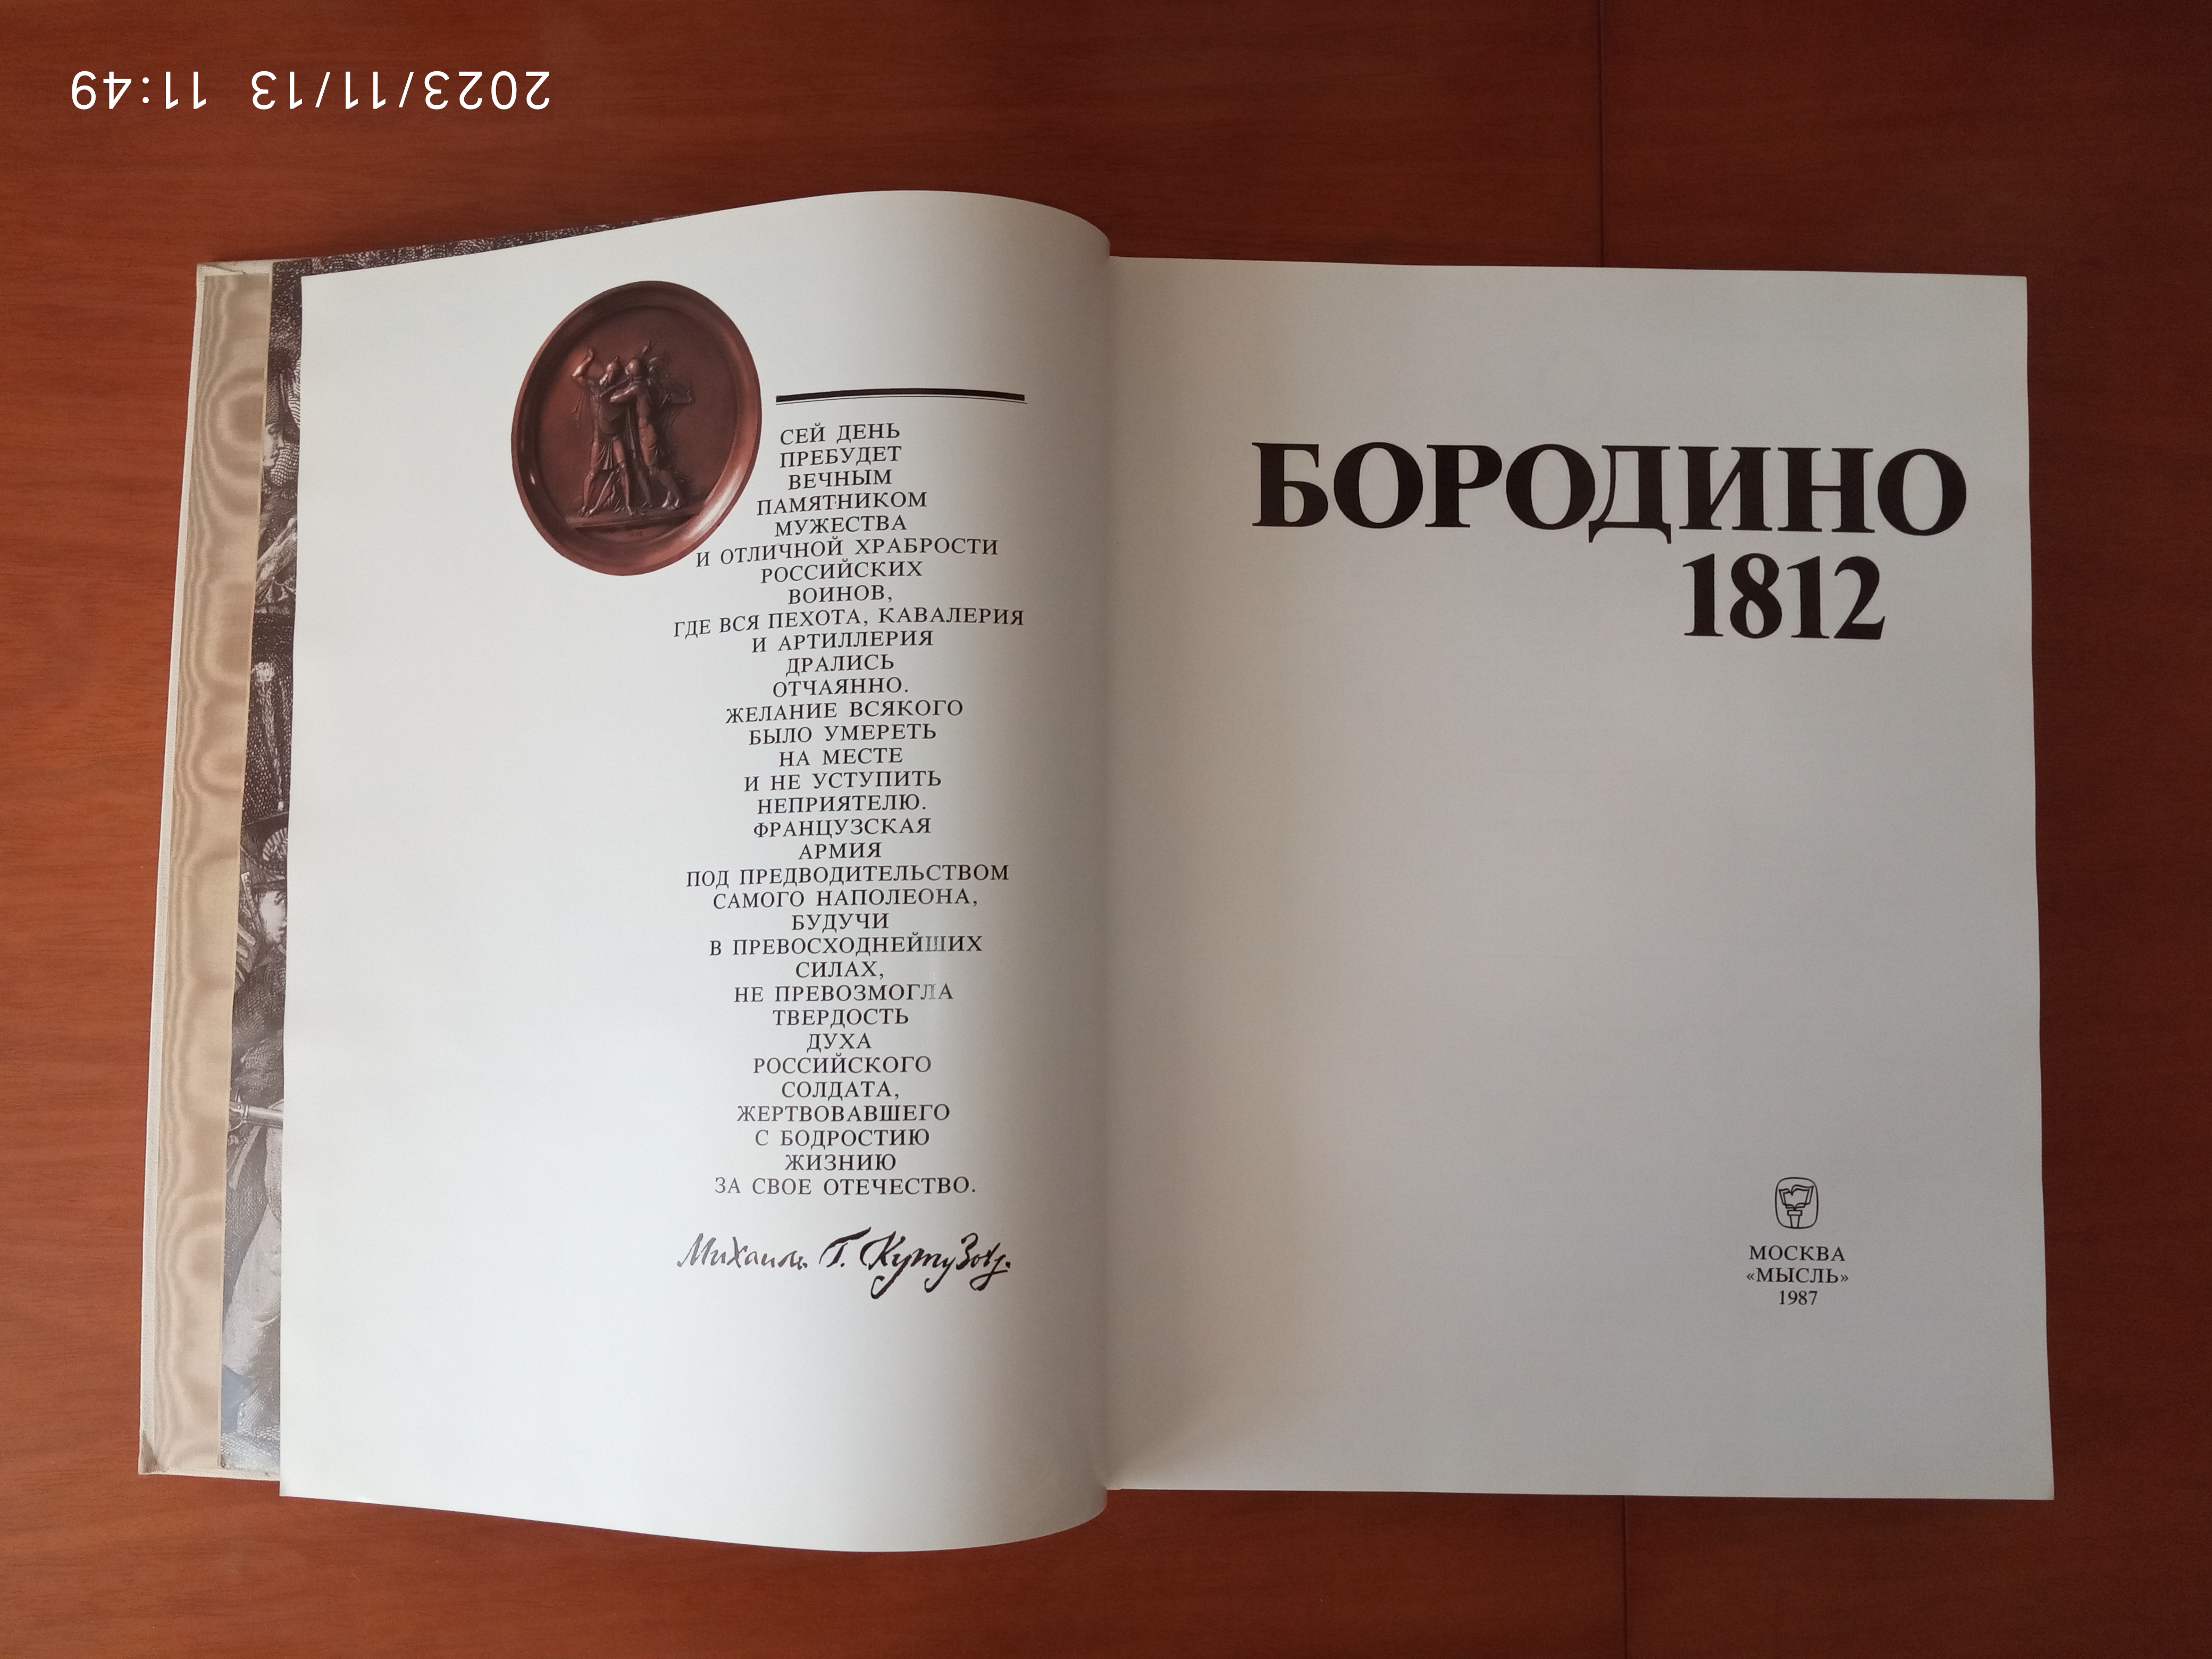 2023/11/13 11:49
СЕЙ ДЕНЬ
ПРЕБУДЕТ
ВЕЧНЫМ
ПАМЯТНИКОМ
МУЖЕСТВА
И ОТЛИЧНОЙ ХРАБРОСТИ
РОССИЙСКИХ
ВОИНОВ,
ГДЕ ВСЯ ПЕХОТА, КАВАЛЕРИЯ
И АРТИЛЛЕРИЯ
ДРАЛИСЬ
ОТЧАЯННО.
ЖЕЛАНИЕ ВСЯКОГО
БЫЛО УМЕРЕТЬ
НА МЕСТЕ
И НЕ УСТУПИТЬ
НЕПРИЯТЕЛЮ.
ФРАНЦУЗСКАЯ
АРМИЯ
ПОД ПРЕДВОДИТЕЛЬСТВОМ
САМОГО НАПОЛЕОНА,
БУДУЧИ
В ПРЕВОСХОДНЕЙШИХ
СИЛАХ,
НЕ ПРЕВОЗМОГЛА
ТВЕРДОСТЬ
ДУХА
РОССИЙСКОГО
СОЛДАТА,
ЖЕРТВОВАВШЕГО
С БОДРОСТИЮ
ЖИЗНИЮ
ЗА СВОЕ ОТЕЧЕСТВО.
Михаилъ Г. Кутузовъ.
БОРОДИНО
1812
МОСКВА
«МЫСЛЬ»
1987